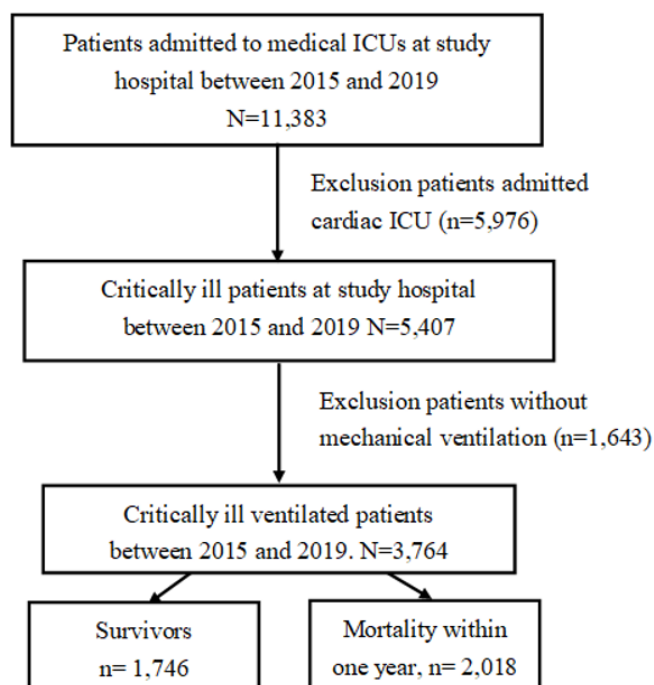 Patients admitted to medical ICUs at study
hospital between 2015 and 2019
N=11,383
Exclusion patients admitted
cardiac ICU (n=5,976)
Critically ill patients at study hospital
between 2015 and 2019 N=5,407
Exclusion patients without
mechanical ventilation (n=1,643)
Critically ill ventilated patients
between 2015 and 2019. N=3,764
Survivors
n= 1,746
Mortality within
one year, n= 2,018